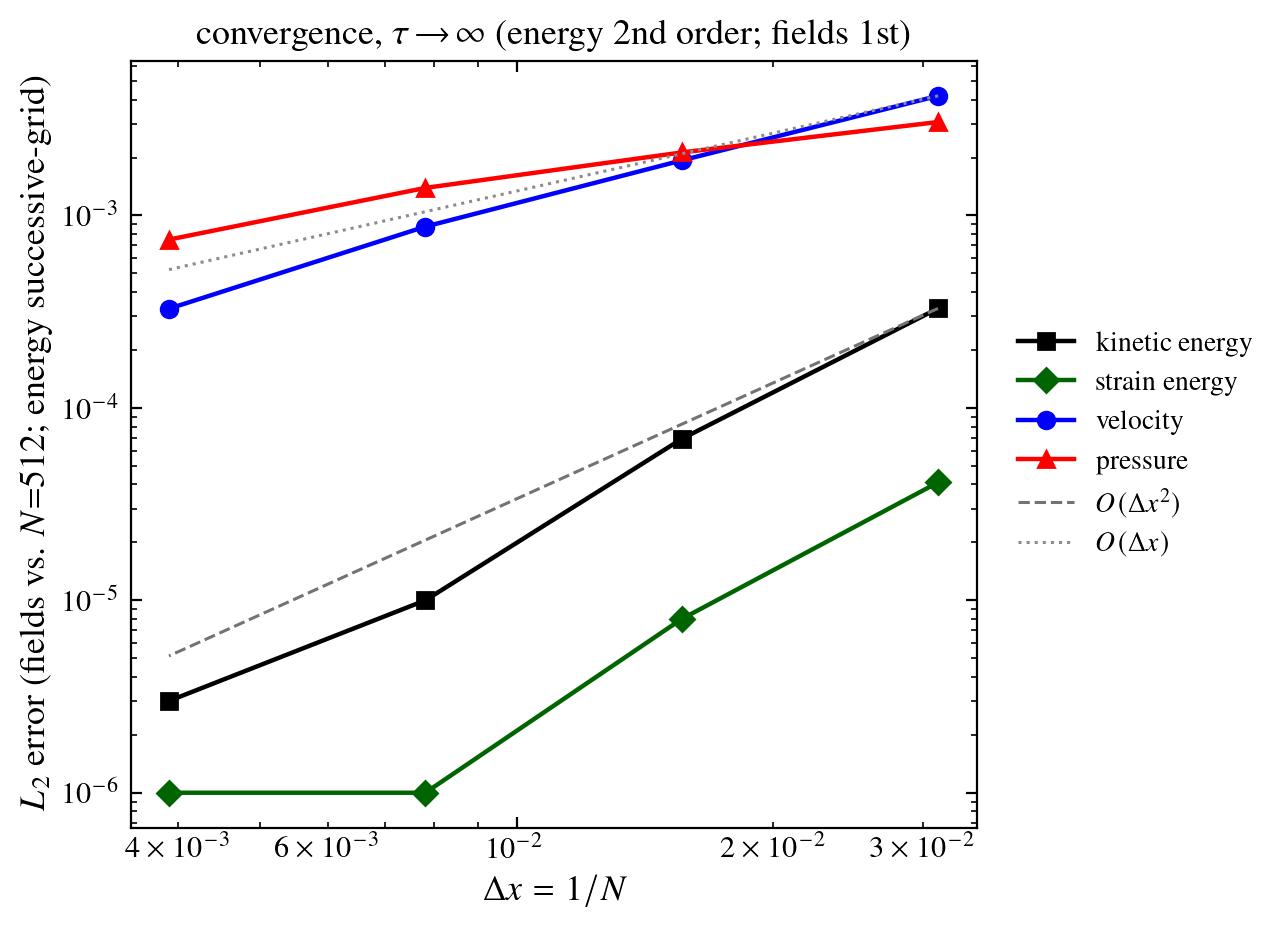 convergence, τ → ∞ (energy 2nd order; fields 1st)
L₂ error (fields vs. N=512; energy successive-grid)
10⁻³
10⁻⁴
10⁻⁵
10⁻⁶
4 × 10⁻³ 6 × 10⁻³ 10⁻² 2 × 10⁻² 3 × 10⁻²
Δx = 1/N
kinetic energy
strain energy
velocity
pressure
O(Δx²)
O(Δx)